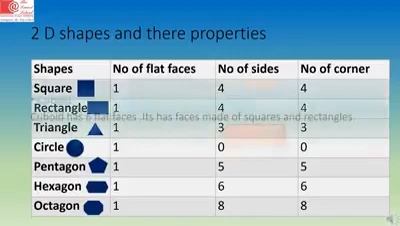 2 D shapes and there properties
Shapes No of flat faces No of sides No of corner
Square 1 4 4
Rectangle 1 4 4
Cuboid has 6 flat faces .Its has faces made of squares and rectangles.
Triangle 1 3 3
Circle 1 0 0
Pentagon 1 5 5
Hexagon 1 6 6
Octagon 1 8 8